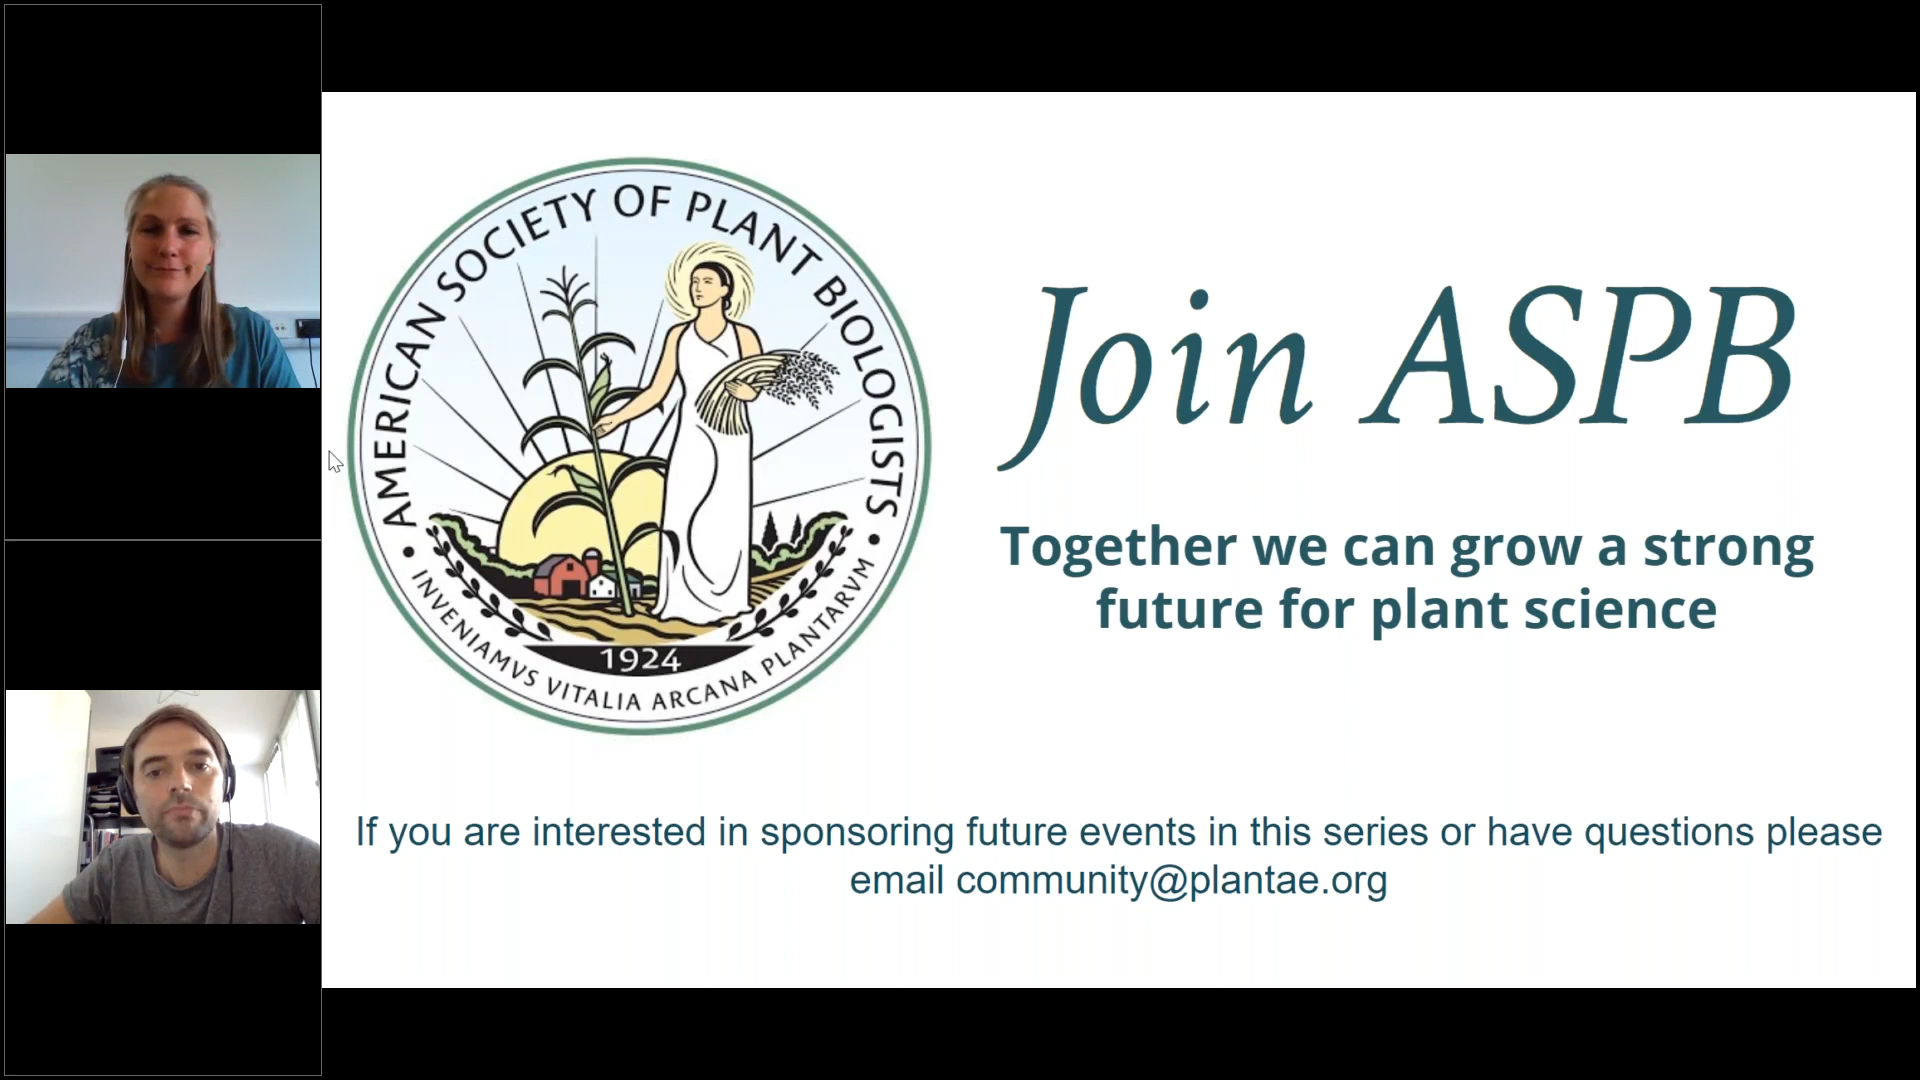 AMERICAN SOCIETY OF PLANT BIOLOGISTS
INVENIAMVS VITALIA ARCANA PLANTARVM
1924
Join ASPB
Together we can grow a strong
future for plant science
If you are interested in sponsoring future events in this series or have questions please
email community@plantae.org